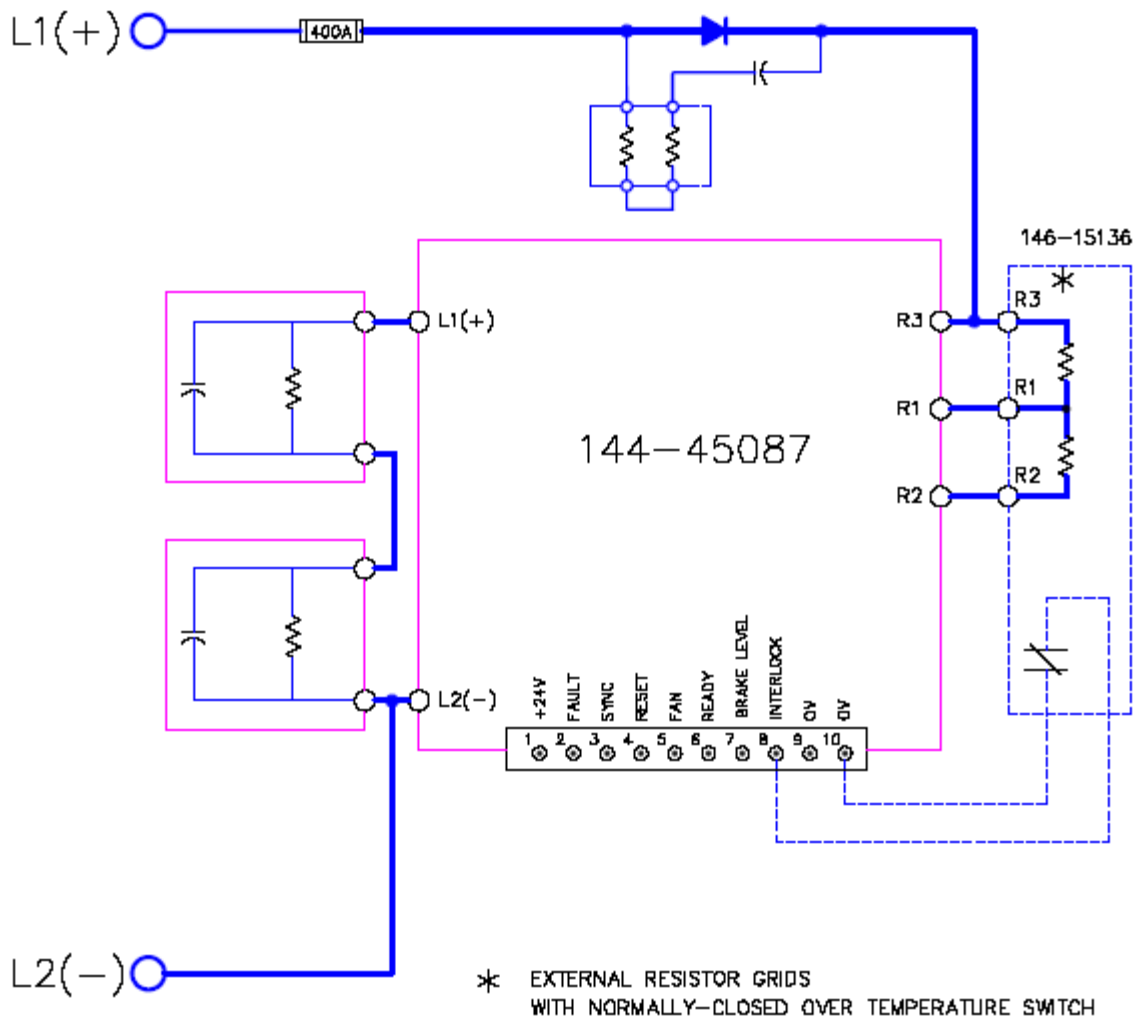 L1(+)
400A
146-15136
R3
L1(+)
R3
R1
R1
144-45087
R2
R2
+24V
FAULT
SYNC
RESET
FAN
READY
BRAKE LEVEL
INTERLOCK
0V
0V
L2(-)
1 2 3 4 5 6 7 8 9 10
L2(-)
* EXTERNAL RESISTOR GRIDS
WITH NORMALLY-CLOSED OVER TEMPERATURE SWITCH